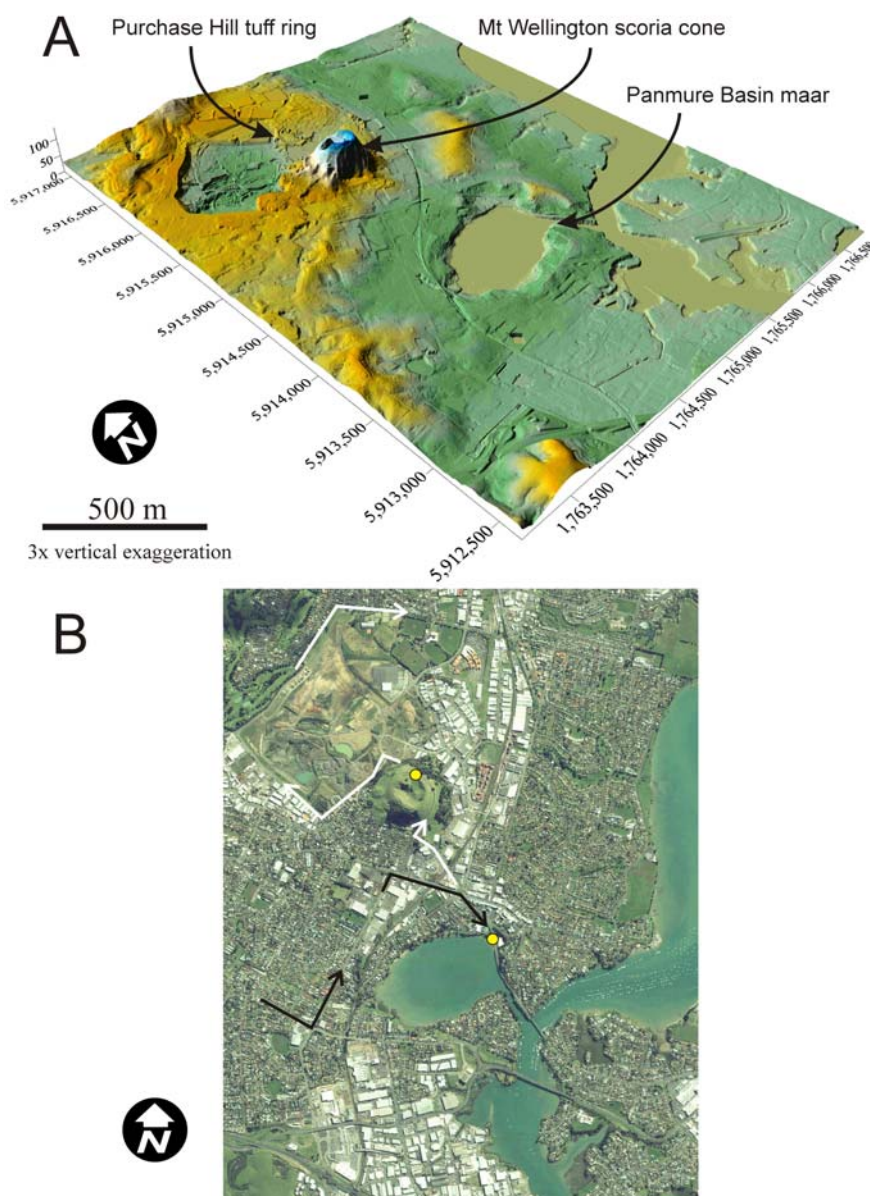 A
Purchase Hill tuff ring
Mt Wellington scoria cone
Panmure Basin maar
100
50
0
5,917,000
5,916,500
5,916,000
5,915,500
5,915,000
5,914,500
5,914,000
5,913,500
5,913,000
5,912,500
1,766,500
1,766,000
1,765,500
1,765,000
1,764,500
1,764,000
1,763,500
N
500 m
3x vertical exaggeration
B
N